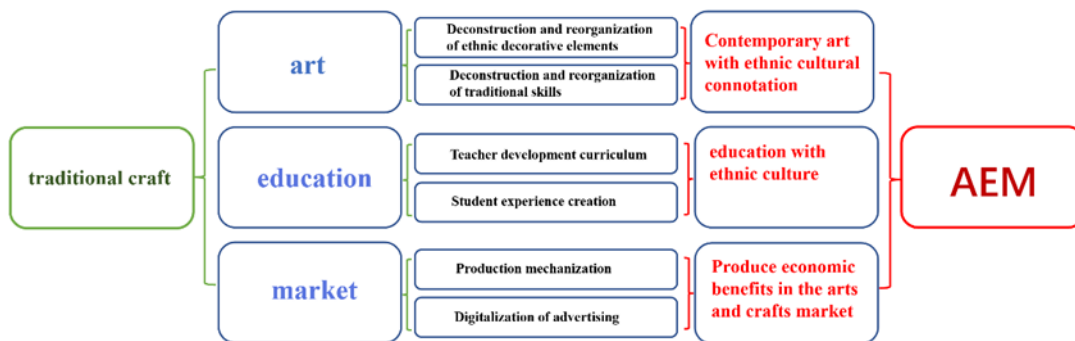 traditional craft
art
Deconstruction and reorganization
of ethnic decorative elements
Deconstruction and reorganization
of traditional skills
Contemporary art
with ethnic cultural
connotation
education
Teacher development curriculum
Student experience creation
education with
ethnic culture
market
Production mechanization
Digitalization of advertising
Produce economic
benefits in the arts
and crafts market
AEM